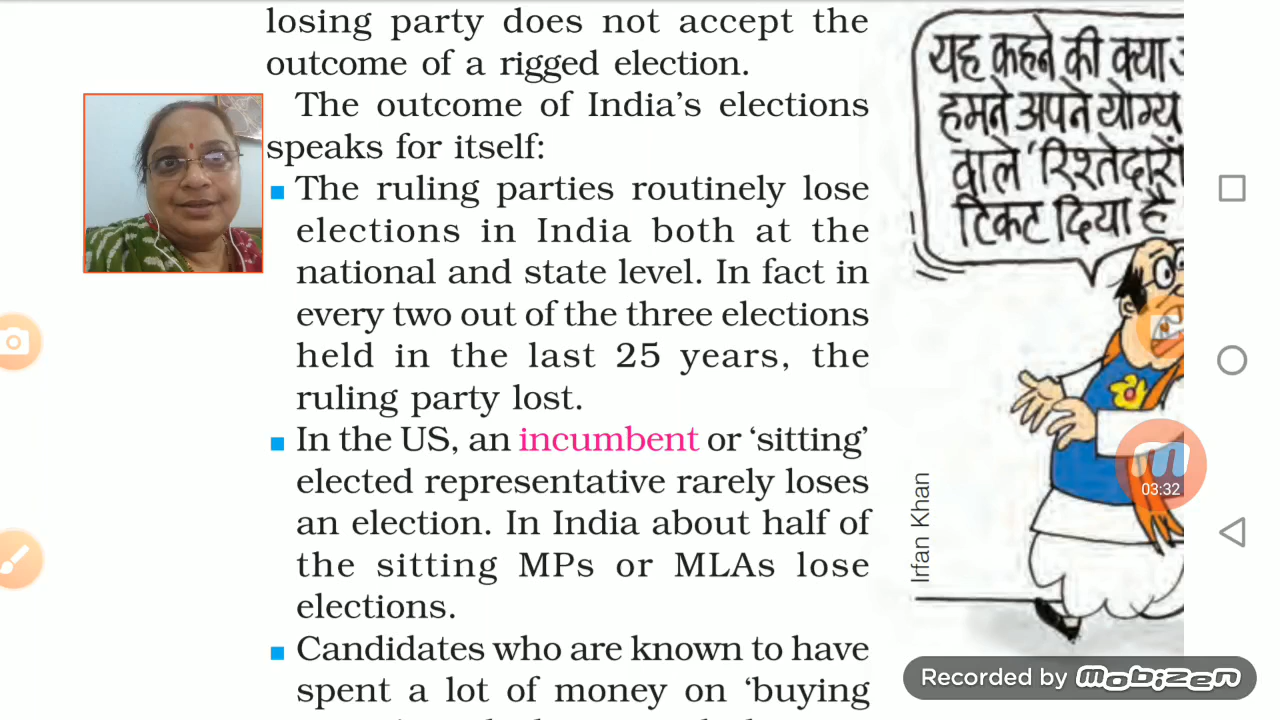 losing party does not accept the
outcome of a rigged election.
The outcome of India's elections
speaks for itself:
The ruling parties routinely lose
elections in India both at the
national and state level. In fact in
every two out of the three elections
held in the last 25 years, the
ruling party lost.
In the US, an incumbent or 'sitting'
elected representative rarely loses
an election. In India about half of
the sitting MPs or MLAs lose
elections.
Candidates who are known to have
spent a lot of money on 'buying
यह कहने की क्या
हमने अपने योग्य
वाले 'रिश्तेदारों
टिकट दिया है
Irfan Khan
03:32
Recorded by mobizen